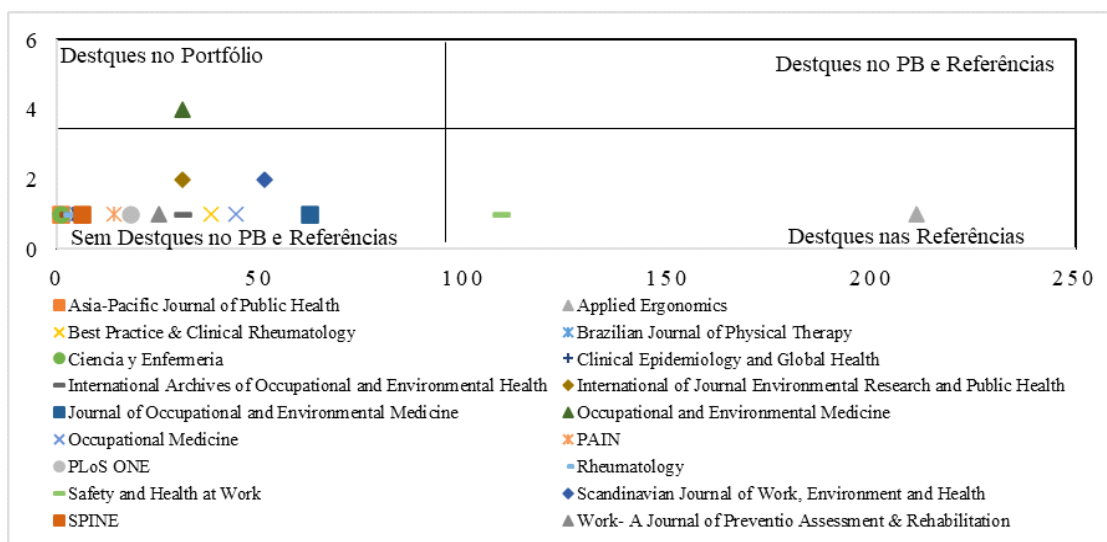 6
Destques no Portfólio
Destques no PB e Referências
4
2
Sem Destques no PB e Referências
Destques nas Referências
0
0 50 100 150 200 250
Asia-Pacific Journal of Public Health
Applied Ergonomics
Best Practice & Clinical Rheumatology
Brazilian Journal of Physical Therapy
Ciencia y Enfermeria
Clinical Epidemiology and Global Health
International Archives of Occupational and Environmental Health
International of Journal Environmental Research and Public Health
Journal of Occupational and Environmental Medicine
Occupational and Environmental Medicine
Occupational Medicine
PAIN
PLoS ONE
Rheumatology
Safety and Health at Work
Scandinavian Journal of Work, Environment and Health
SPINE
Work- A Journal of Preventio Assessment & Rehabilitation